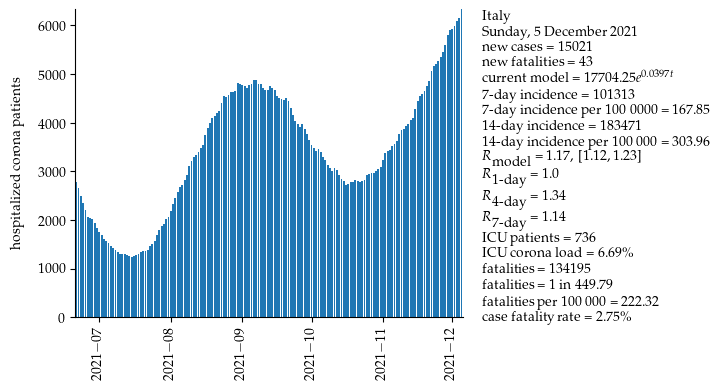 hospitalized corona patients
6000
5000
4000
3000
2000
1000
0
2021−07
2021−08
2021−09
2021−10
2021−11
2021−12
Italy
Sunday, 5 December 2021
new cases = 15021
new fatalities = 43
current model = 17704.25e^0.0397t
7-day incidence = 101313
7-day incidence per 100 0000 = 167.85
14-day incidence = 183471
14-day incidence per 100 000 = 303.96
R_model = 1.17, [1.12, 1.23]
R_1-day = 1.0
R_4-day = 1.34
R_7-day = 1.14
ICU patients = 736
ICU corona load = 6.69%
fatalities = 134195
fatalities = 1 in 449.79
fatalities per 100 000 = 222.32
case fatality rate = 2.75%